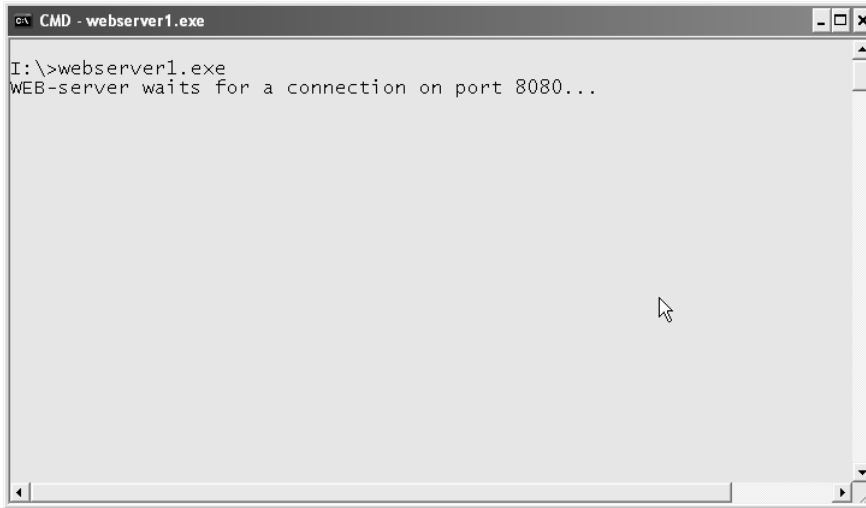 CMD - webserver1.exe
I:\>webserver1.exe
WEB-server waits for a connection on port 8080...